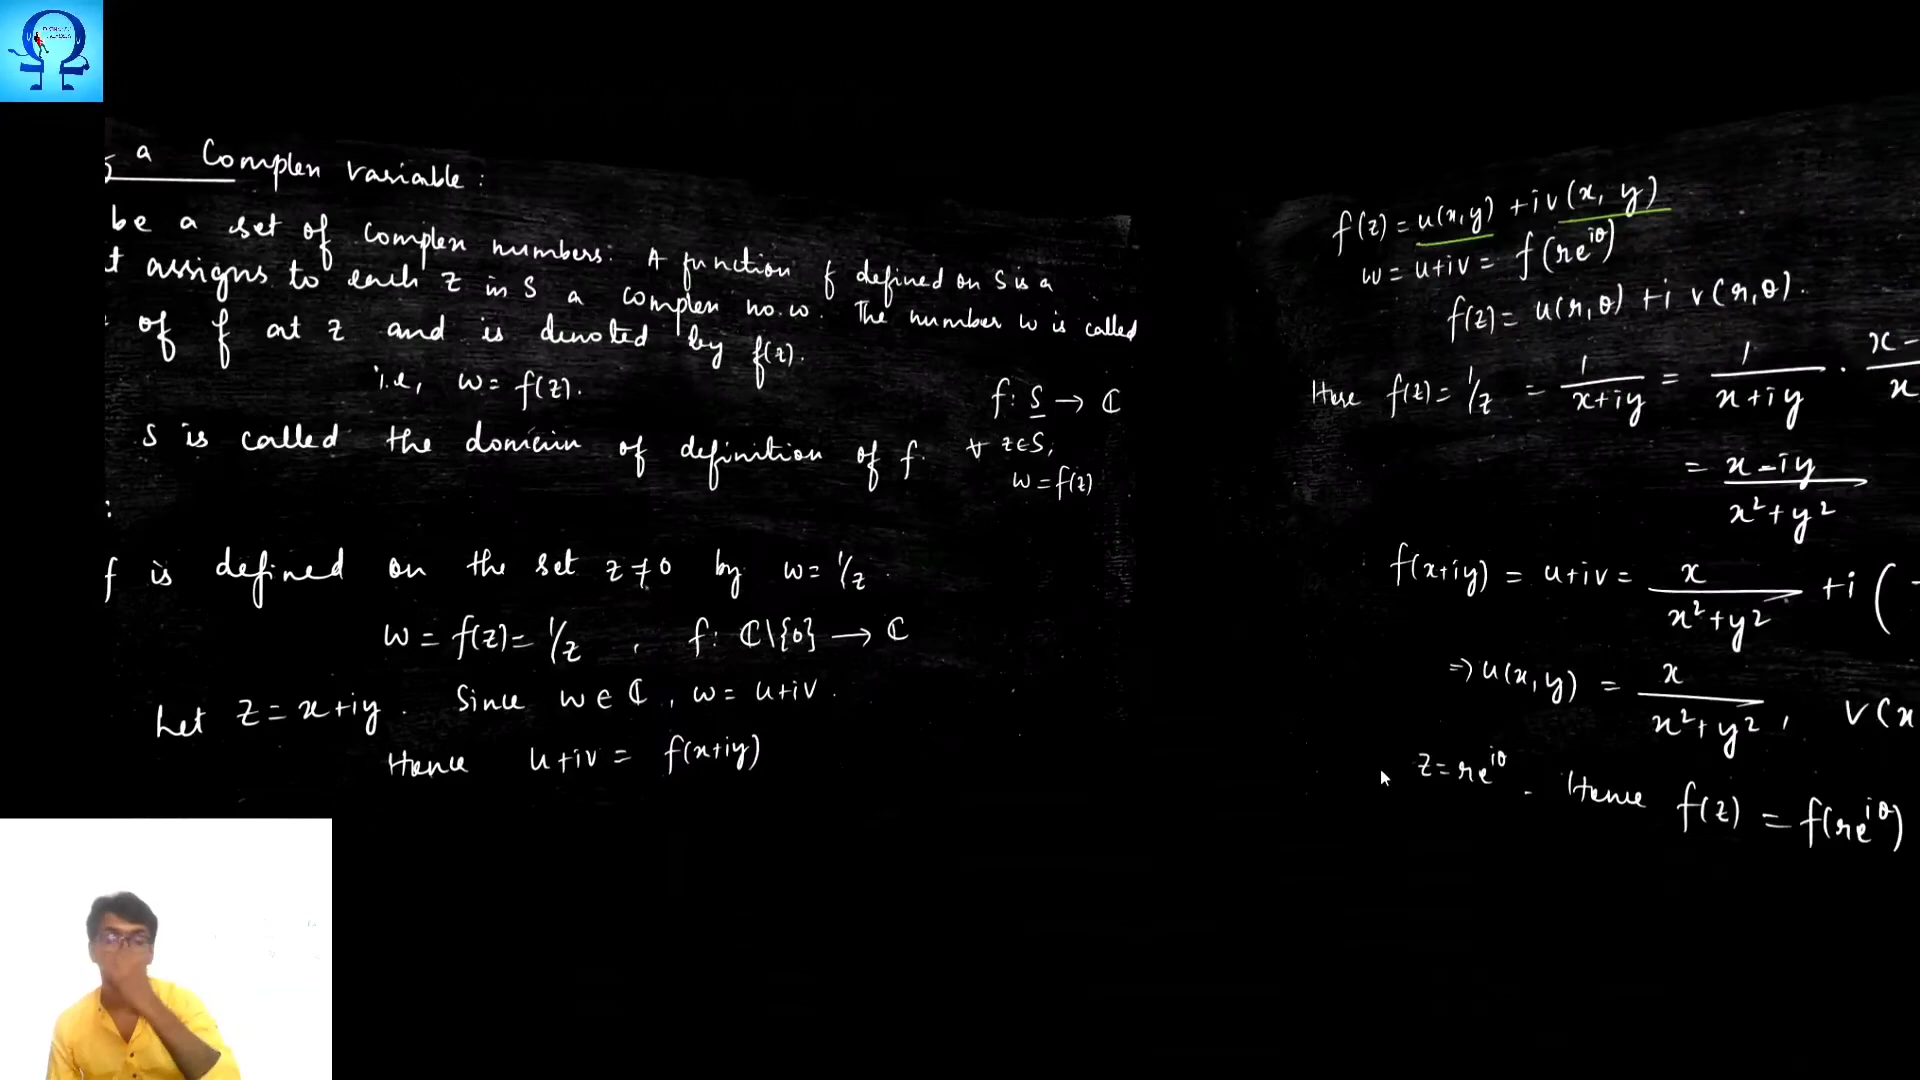 a Complex variable :
be a set of complex numbers. A function f defined on S is a
t assigns to each z in S a complex no. w. The number w is called
of f at z and is denoted by f(z).
i.e, w = f(z).
S is called the domain of definition of f.
f : S → ℂ
∀ z∈S,
w = f(z)
:
f is defined on the set z ≠ 0 by w = 1/z.
w = f(z) = 1/z , f : ℂ\{0} → ℂ
Let z = x+iy . Since w ∈ ℂ , w = u+iv .
Hence u+iv = f(x+iy)
f(z) = u(x,y) + i v(x, y)
w = u+iv = f(re^{iθ})
f(z) = u(r,θ) + i v(r,θ).
Here f(z) = 1/z = 1/(x+iy) = 1/(x+iy) · x-
x
= (x-iy)/(x²+y²)
f(x+iy) = u+iv = x/(x²+y²) + i ( -
⇒ u(x,y) = x/(x²+y²) , v(x
z = re^{iθ} . Hence f(z) = f(re^{iθ})